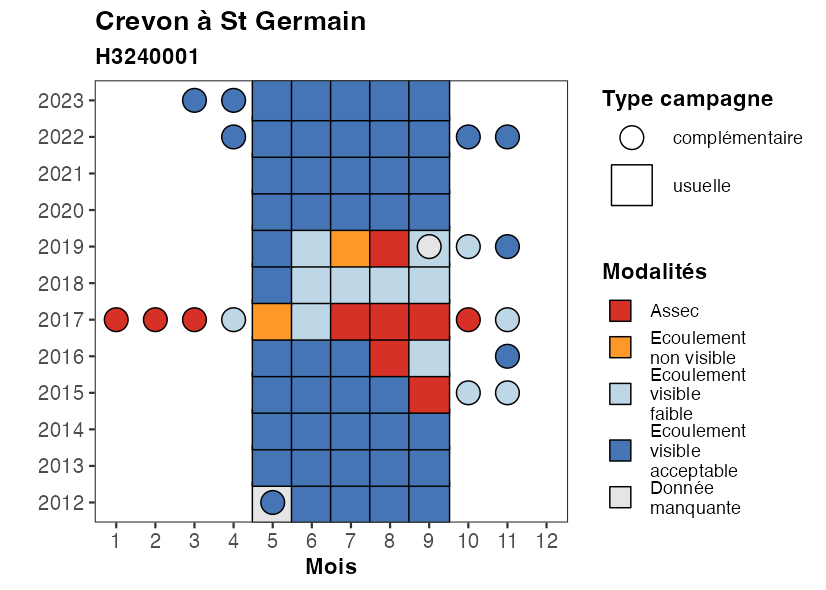 Crevon à St Germain
H3240001
2023
2022
2021
2020
2019
2018
2017
2016
2015
2014
2013
2012
1 2 3 4 5 6 7 8 9 10 11 12
Mois
Type campagne
complémentaire
usuelle
Modalités
Assec
Ecoulement
non visible
Ecoulement
visible
faible
Ecoulement
visible
acceptable
Donnée
manquante